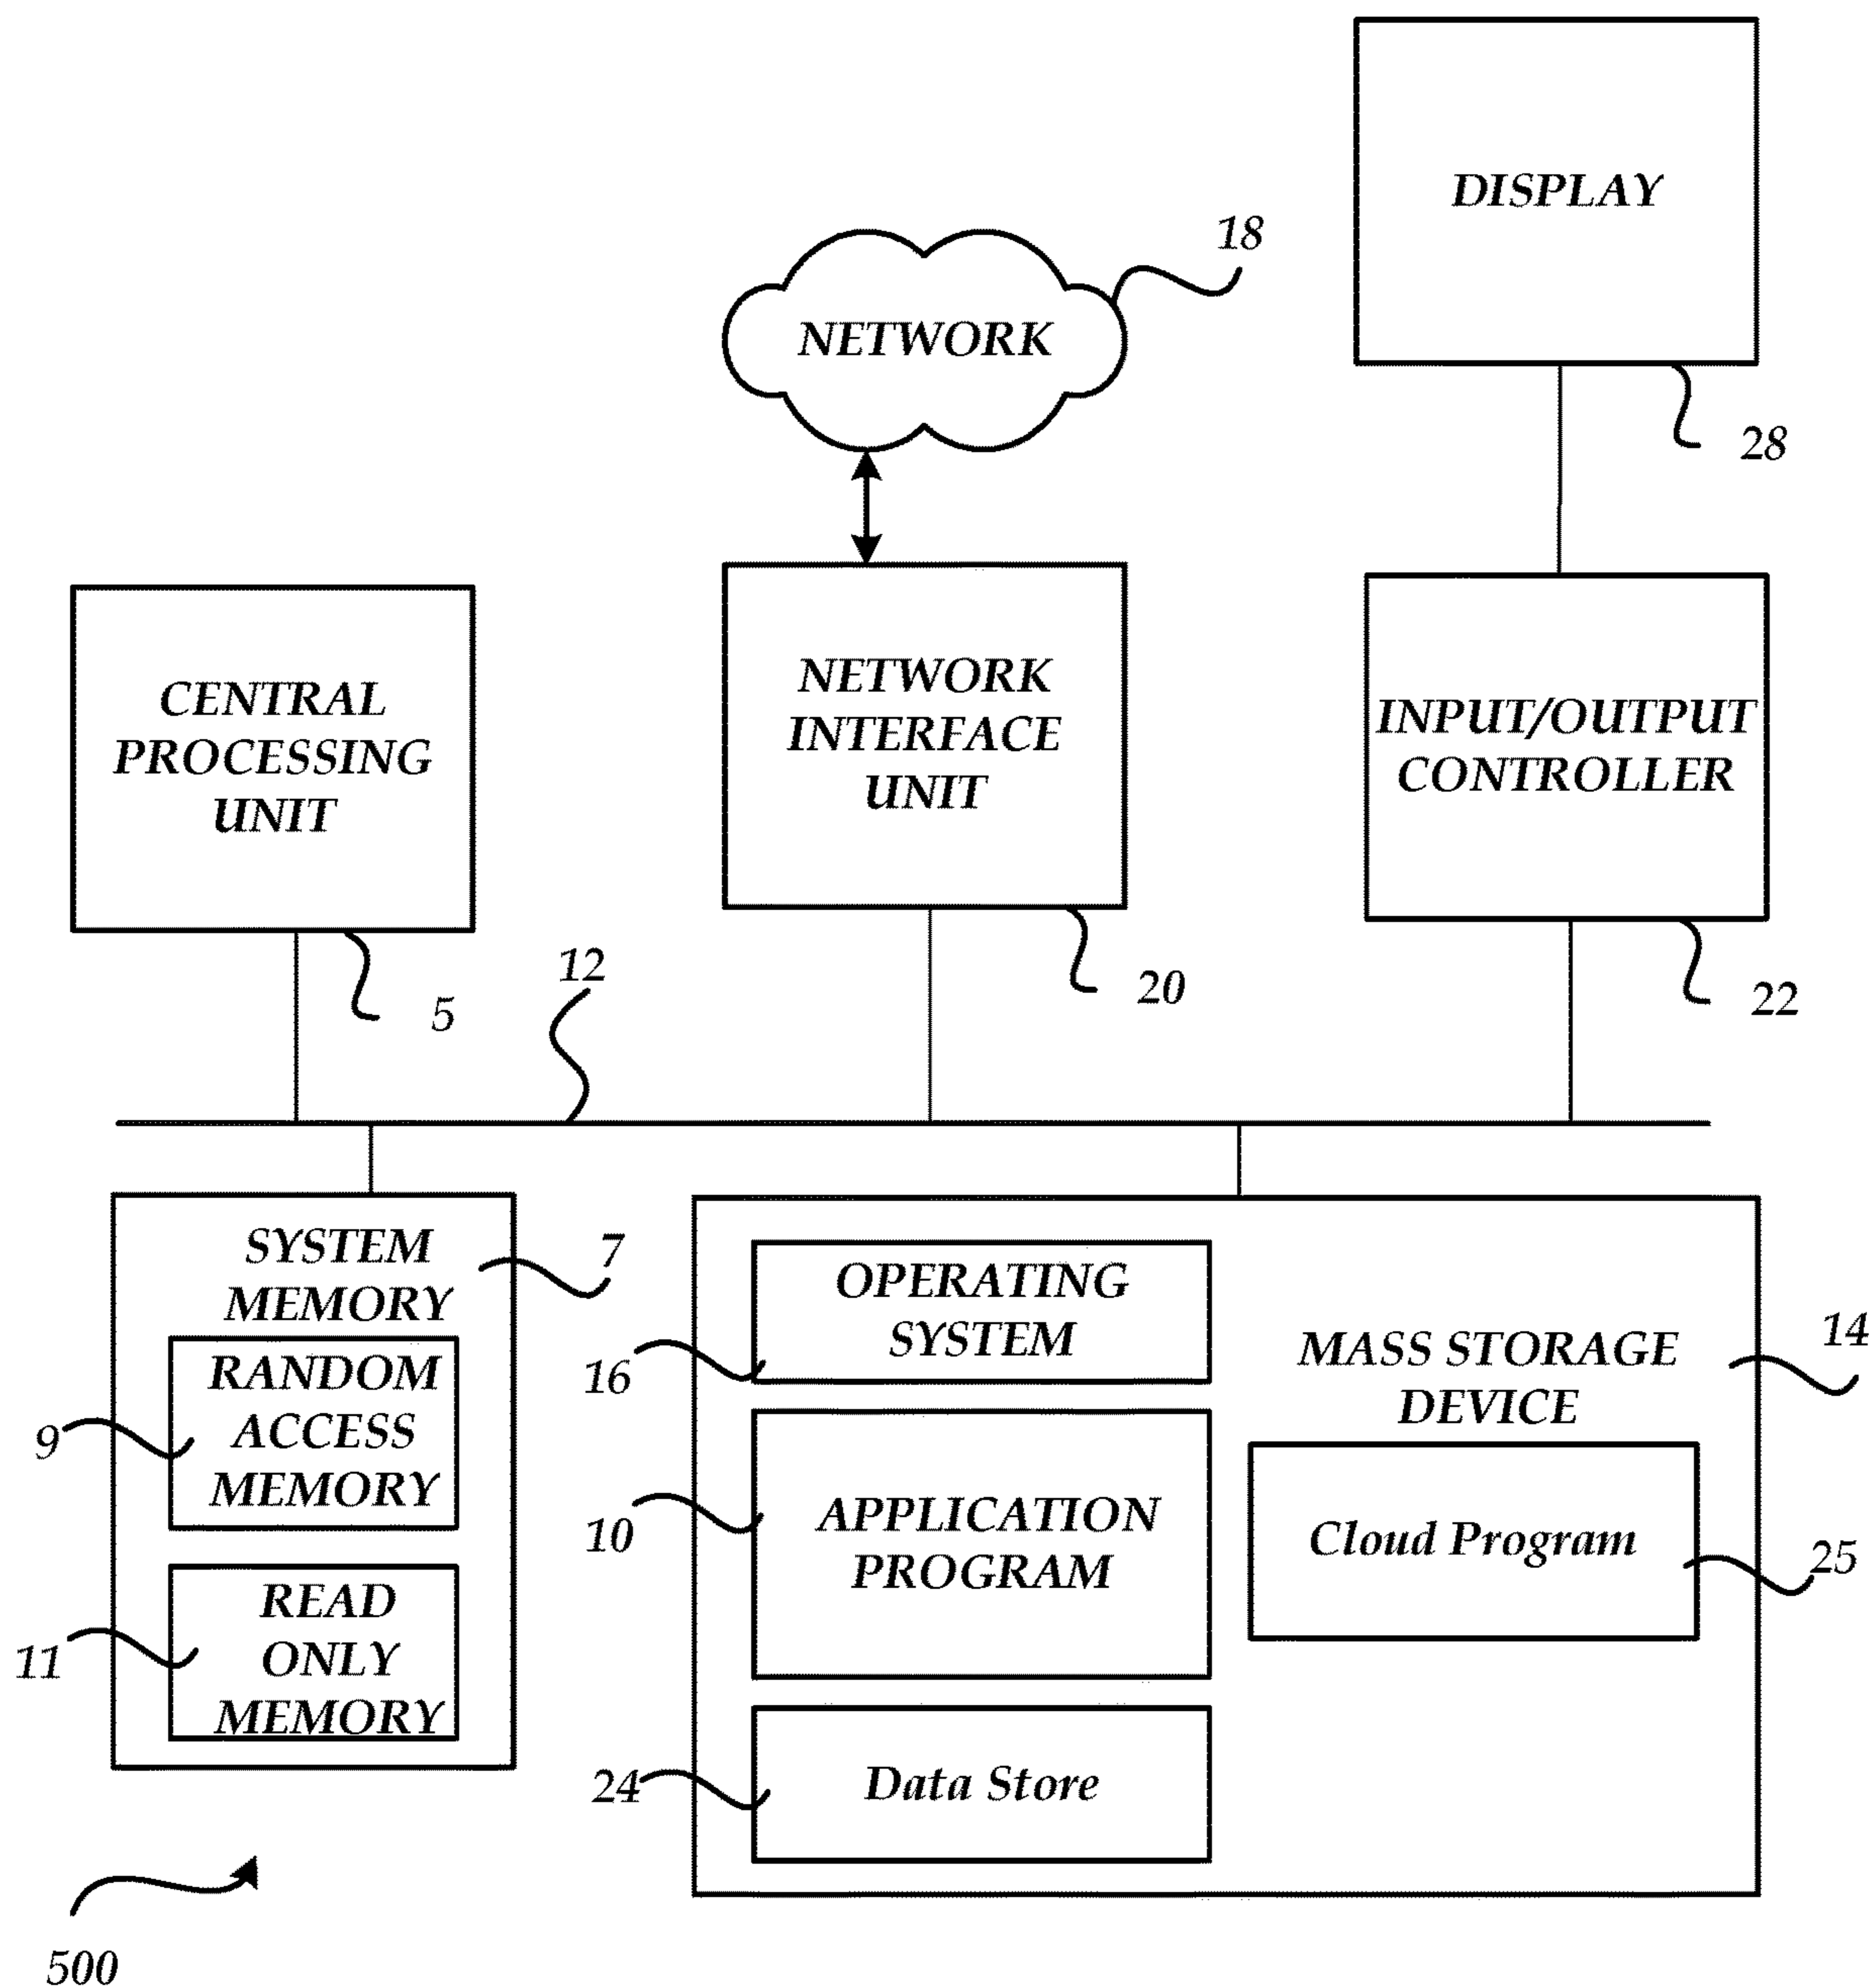 DISPLAY
28
18
NETWORK
CENTRAL
PROCESSING
UNIT
5
NETWORK
INTERFACE
UNIT
20
INPUT/OUTPUT
CONTROLLER
22
12
SYSTEM
MEMORY
7
RANDOM
ACCESS
MEMORY
9
READ
ONLY
MEMORY
11
OPERATING
SYSTEM
16
MASS STORAGE
DEVICE
14
APPLICATION
PROGRAM
10
Cloud Program
25
Data Store
24
500